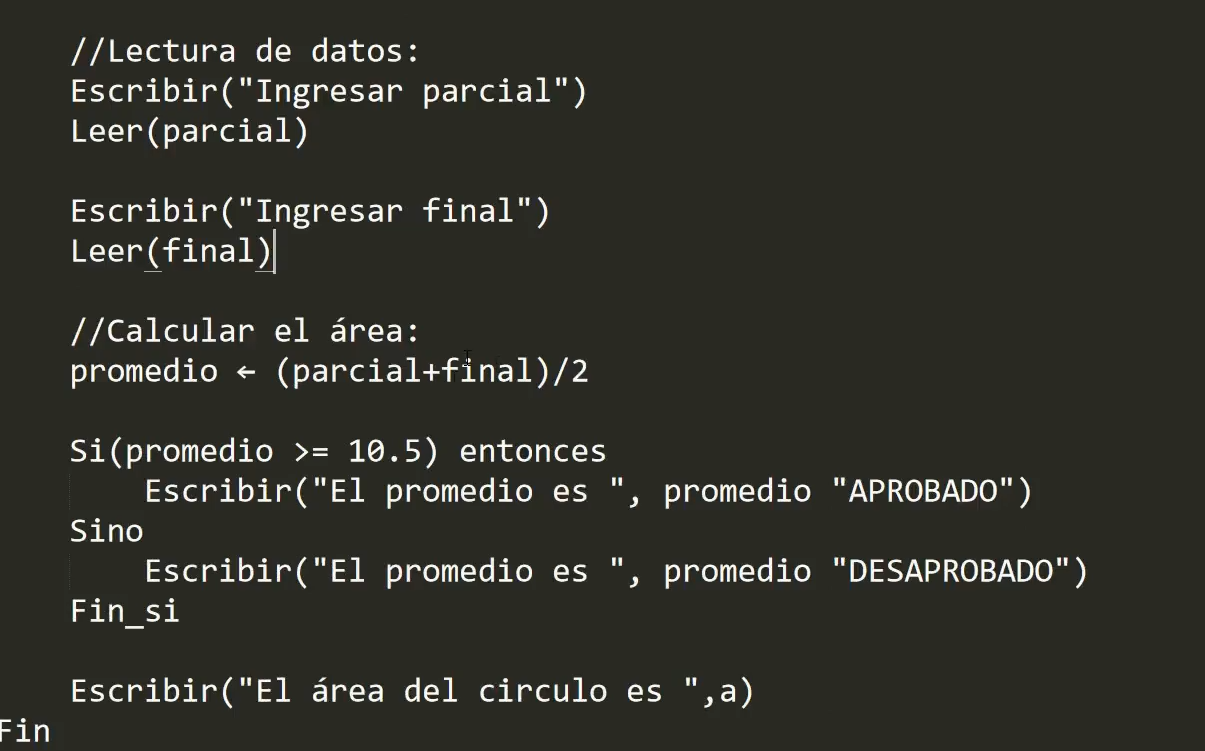 //Lectura de datos:
Escribir("Ingresar parcial")
Leer(parcial)
Escribir("Ingresar final")
Leer(final)
//Calcular el área:
promedio ← (parcial+final)/2
Si(promedio >= 10.5) entonces
Escribir("El promedio es ", promedio "APROBADO")
Sino
Escribir("El promedio es ", promedio "DESAPROBADO")
Fin_si
Escribir("El área del circulo es ",a)
Fin